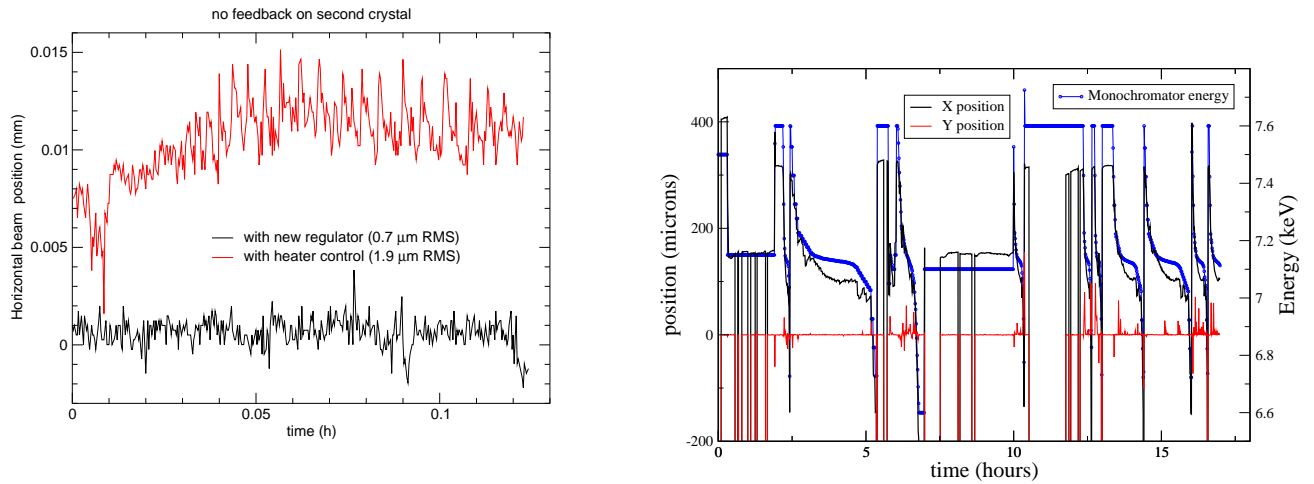 no feedback on second crystal
0.015
0.01
0.005
0
Horizontal beam position (mm)
with new regulator (0.7 μm RMS)
with heater control (1.9 μm RMS)
0
0.05
0.1
time (h)
400
200
0
-200
position (microns)
X position
Y position
Monochromator energy
7.6
7.4
7.2
7
6.8
6.6
Energy (keV)
0
5
10
15
time (hours)